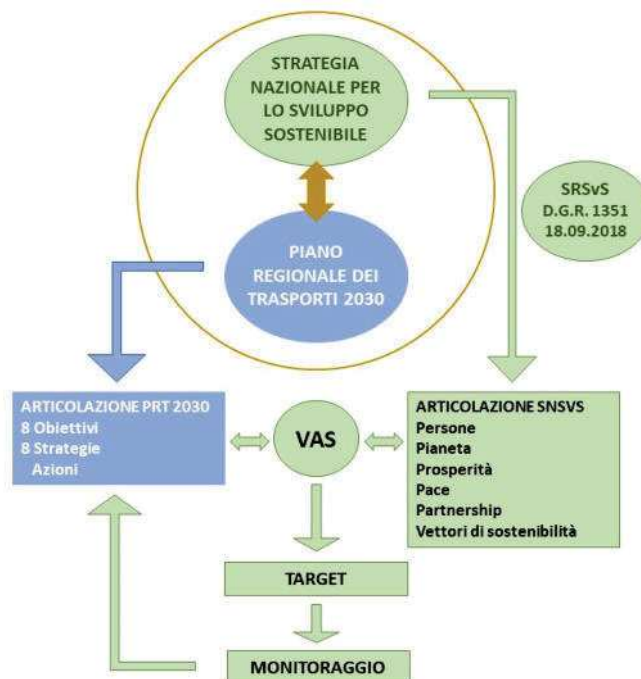 STRATEGIA
NAZIONALE PER
LO SVILUPPO
SOSTENIBILE
SRSvS
D.G.R. 1351
18.09.2018
PIANO
REGIONALE DEI
TRASPORTI 2030
ARTICOLAZIONE PRT 2030
8 Obiettivi
8 Strategie
Azioni
VAS
ARTICOLAZIONE SNSVS
Persone
Pianeta
Prosperità
Pace
Partnership
Vettori di sostenibilità
TARGET
MONITORAGGIO